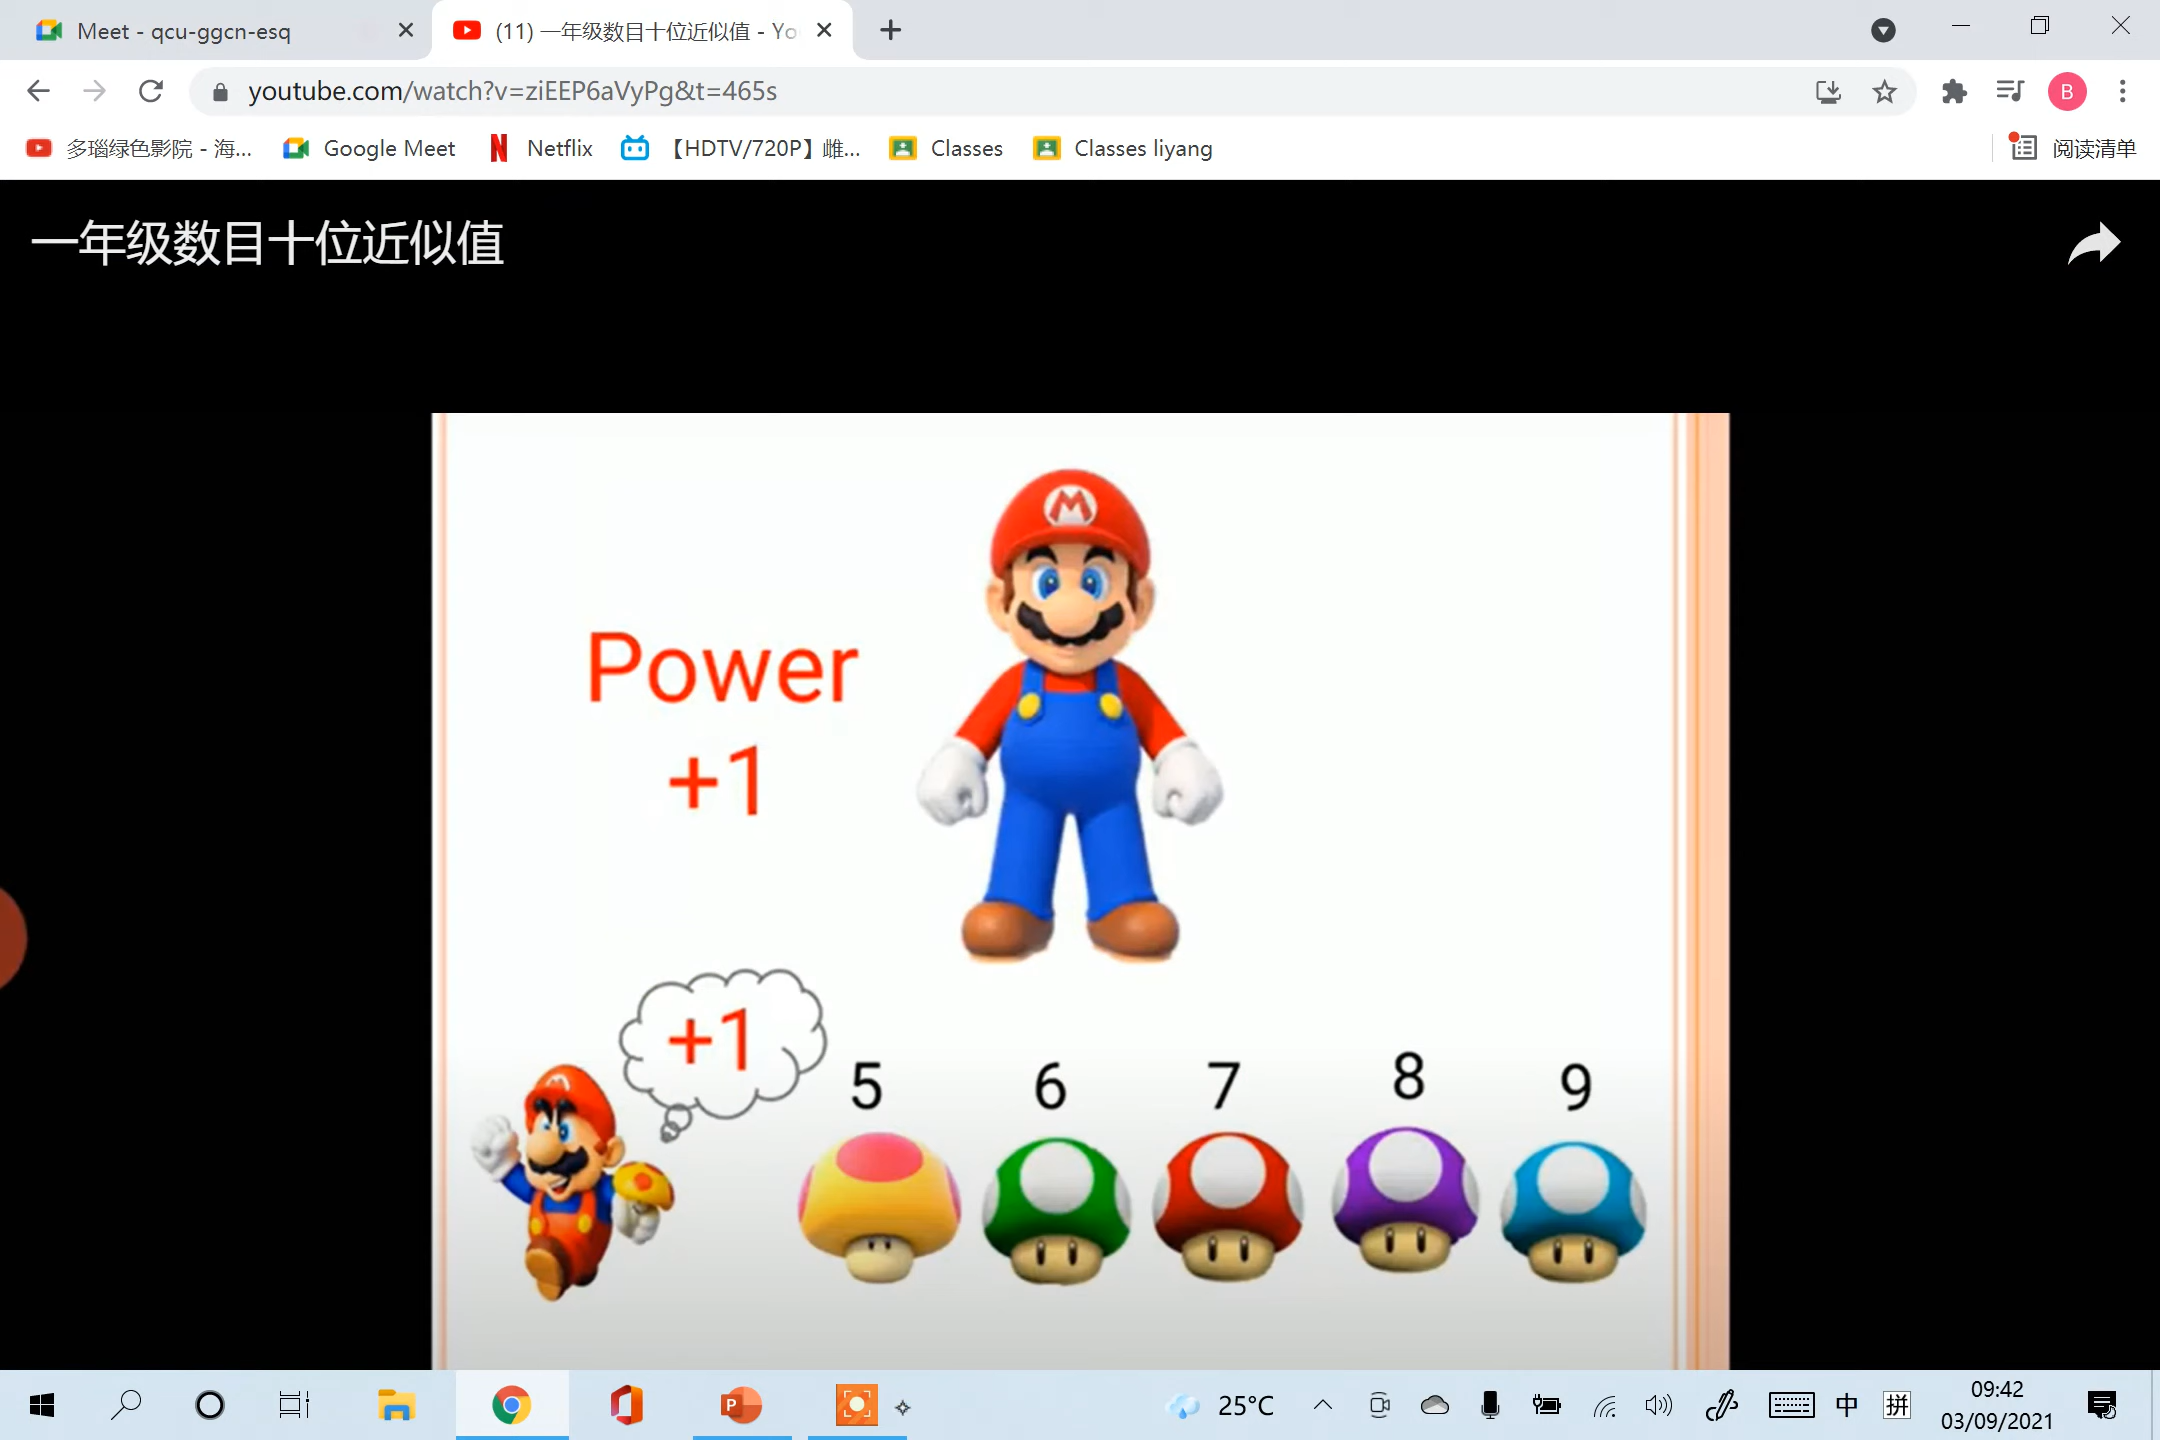 Meet - qcu-ggcn-esq
(11) 一年级数目十位近似值 - Yo
youtube.com/watch?v=ziEEP6aVyPg&t=465s
B
多瑙绿色影院 - 海...
Google Meet
Netflix
【HDTV/720P】雌...
Classes
Classes liyang
阅读清单
一年级数目十位近似值
M
Power
+1
+1
5 6 7 8 9
M
25°C
中
拼
09:42
03/09/2021